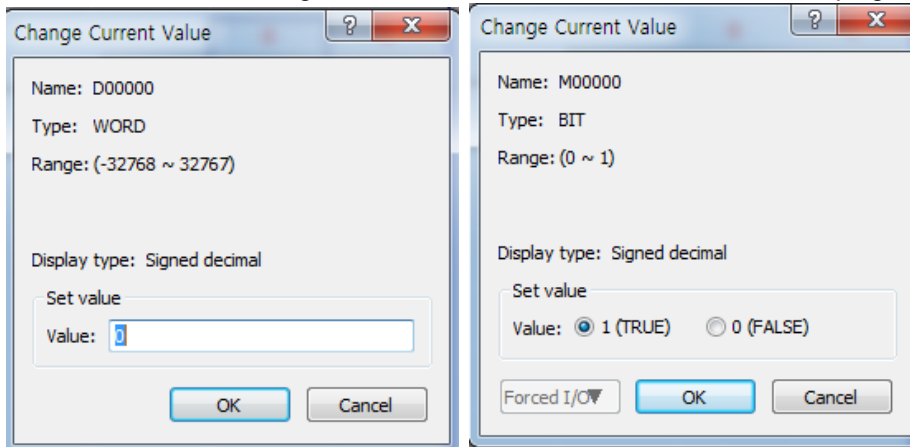 Change Current Value
Name: D00000
Type: WORD
Range: (-32768 ~ 32767)
Display type: Signed decimal
Set value
Value: 0
OK Cancel
Change Current Value
Name: M00000
Type: BIT
Range: (0 ~ 1)
Display type: Signed decimal
Set value
Value: 1 (TRUE) 0 (FALSE)
Forced I/O OK Cancel